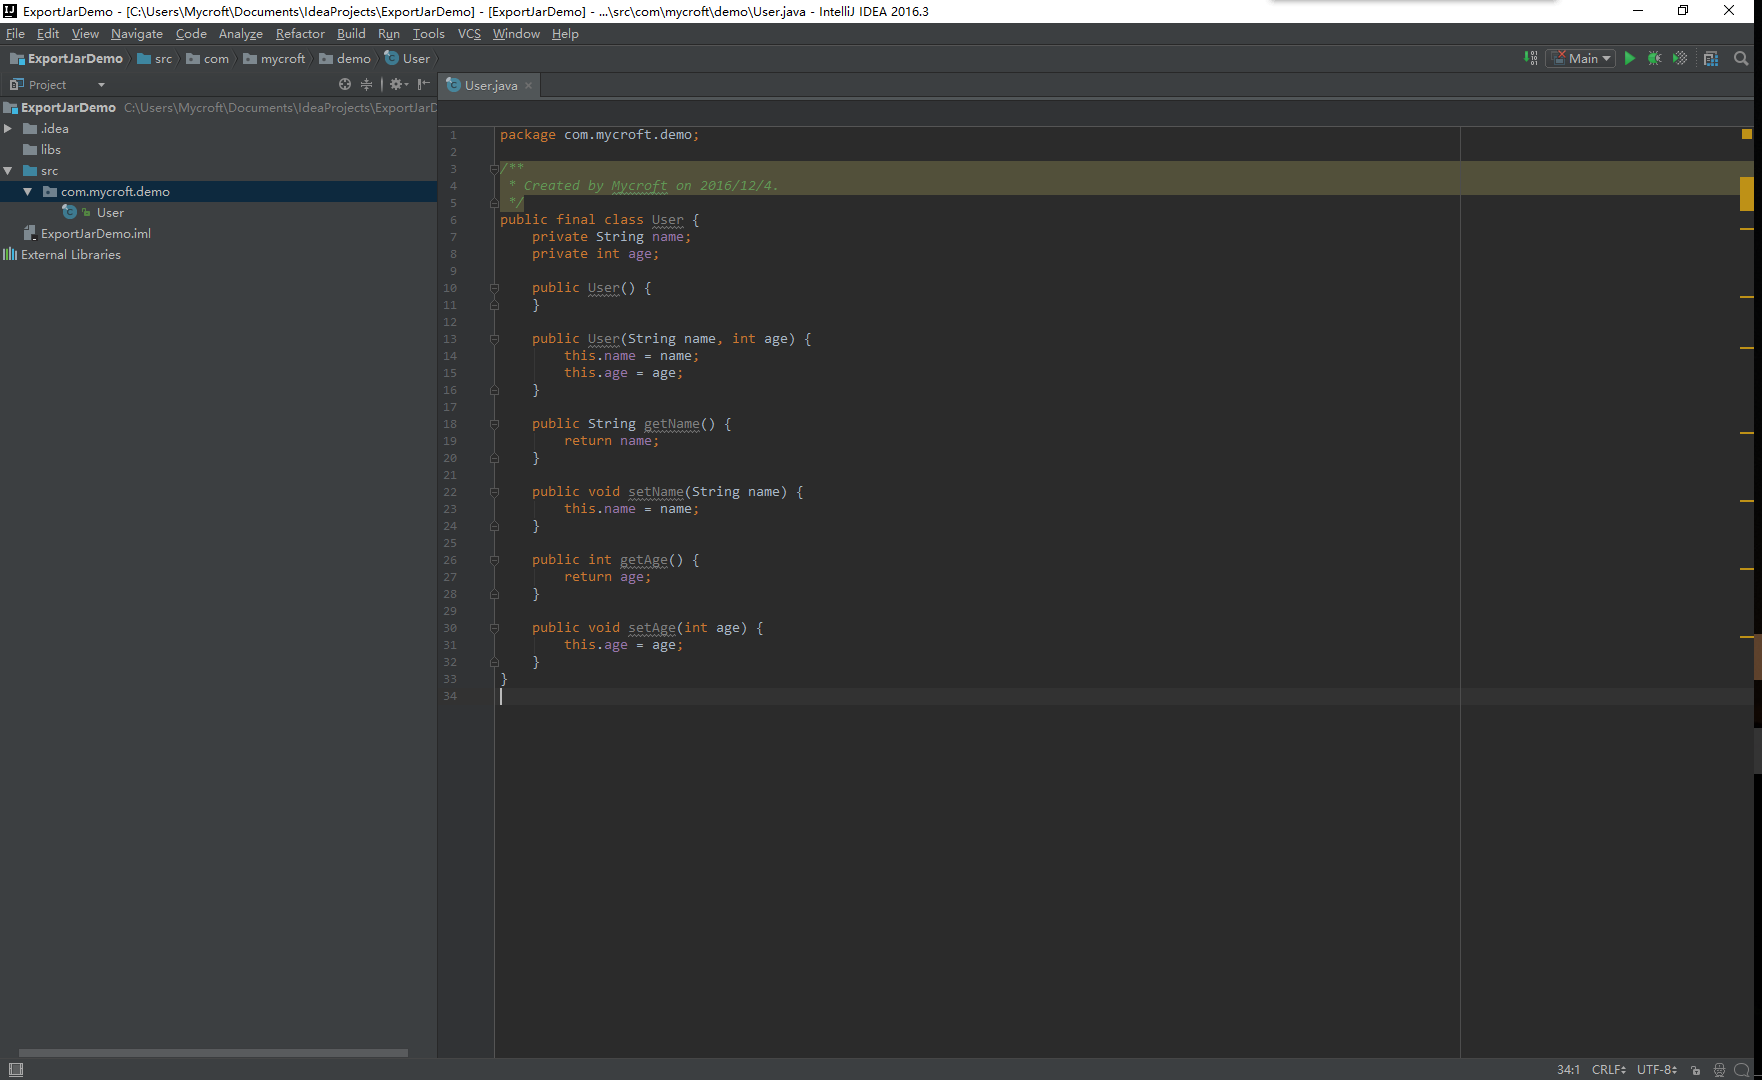 ExportJarDemo - [C:\Users\Mycroft\Documents\IdeaProjects\ExportJarDemo] - [ExportJarDemo] - ...\src\com\mycroft\demo\User.java - IntelliJ IDEA 2016.3
File Edit View Navigate Code Analyze Refactor Build Run Tools VCS Window Help
ExportJarDemo src com mycroft demo User Main
Project
User.java
ExportJarDemo C:\Users\Mycroft\Documents\IdeaProjects\ExportJarD
.idea
libs
src
com.mycroft.demo
User
ExportJarDemo.iml
External Libraries
1 package com.mycroft.demo;
2
3 /**
4 * Created by Mycroft on 2016/12/4.
5 */
6 public final class User {
7 private String name;
8 private int age;
9
10 public User() {
11 }
12
13 public User(String name, int age) {
14 this.name = name;
15 this.age = age;
16 }
17
18 public String getName() {
19 return name;
20 }
21
22 public void setName(String name) {
23 this.name = name;
24 }
25
26 public int getAge() {
27 return age;
28 }
29
30 public void setAge(int age) {
31 this.age = age;
32 }
33 }
34
34:1 CRLF UTF-8